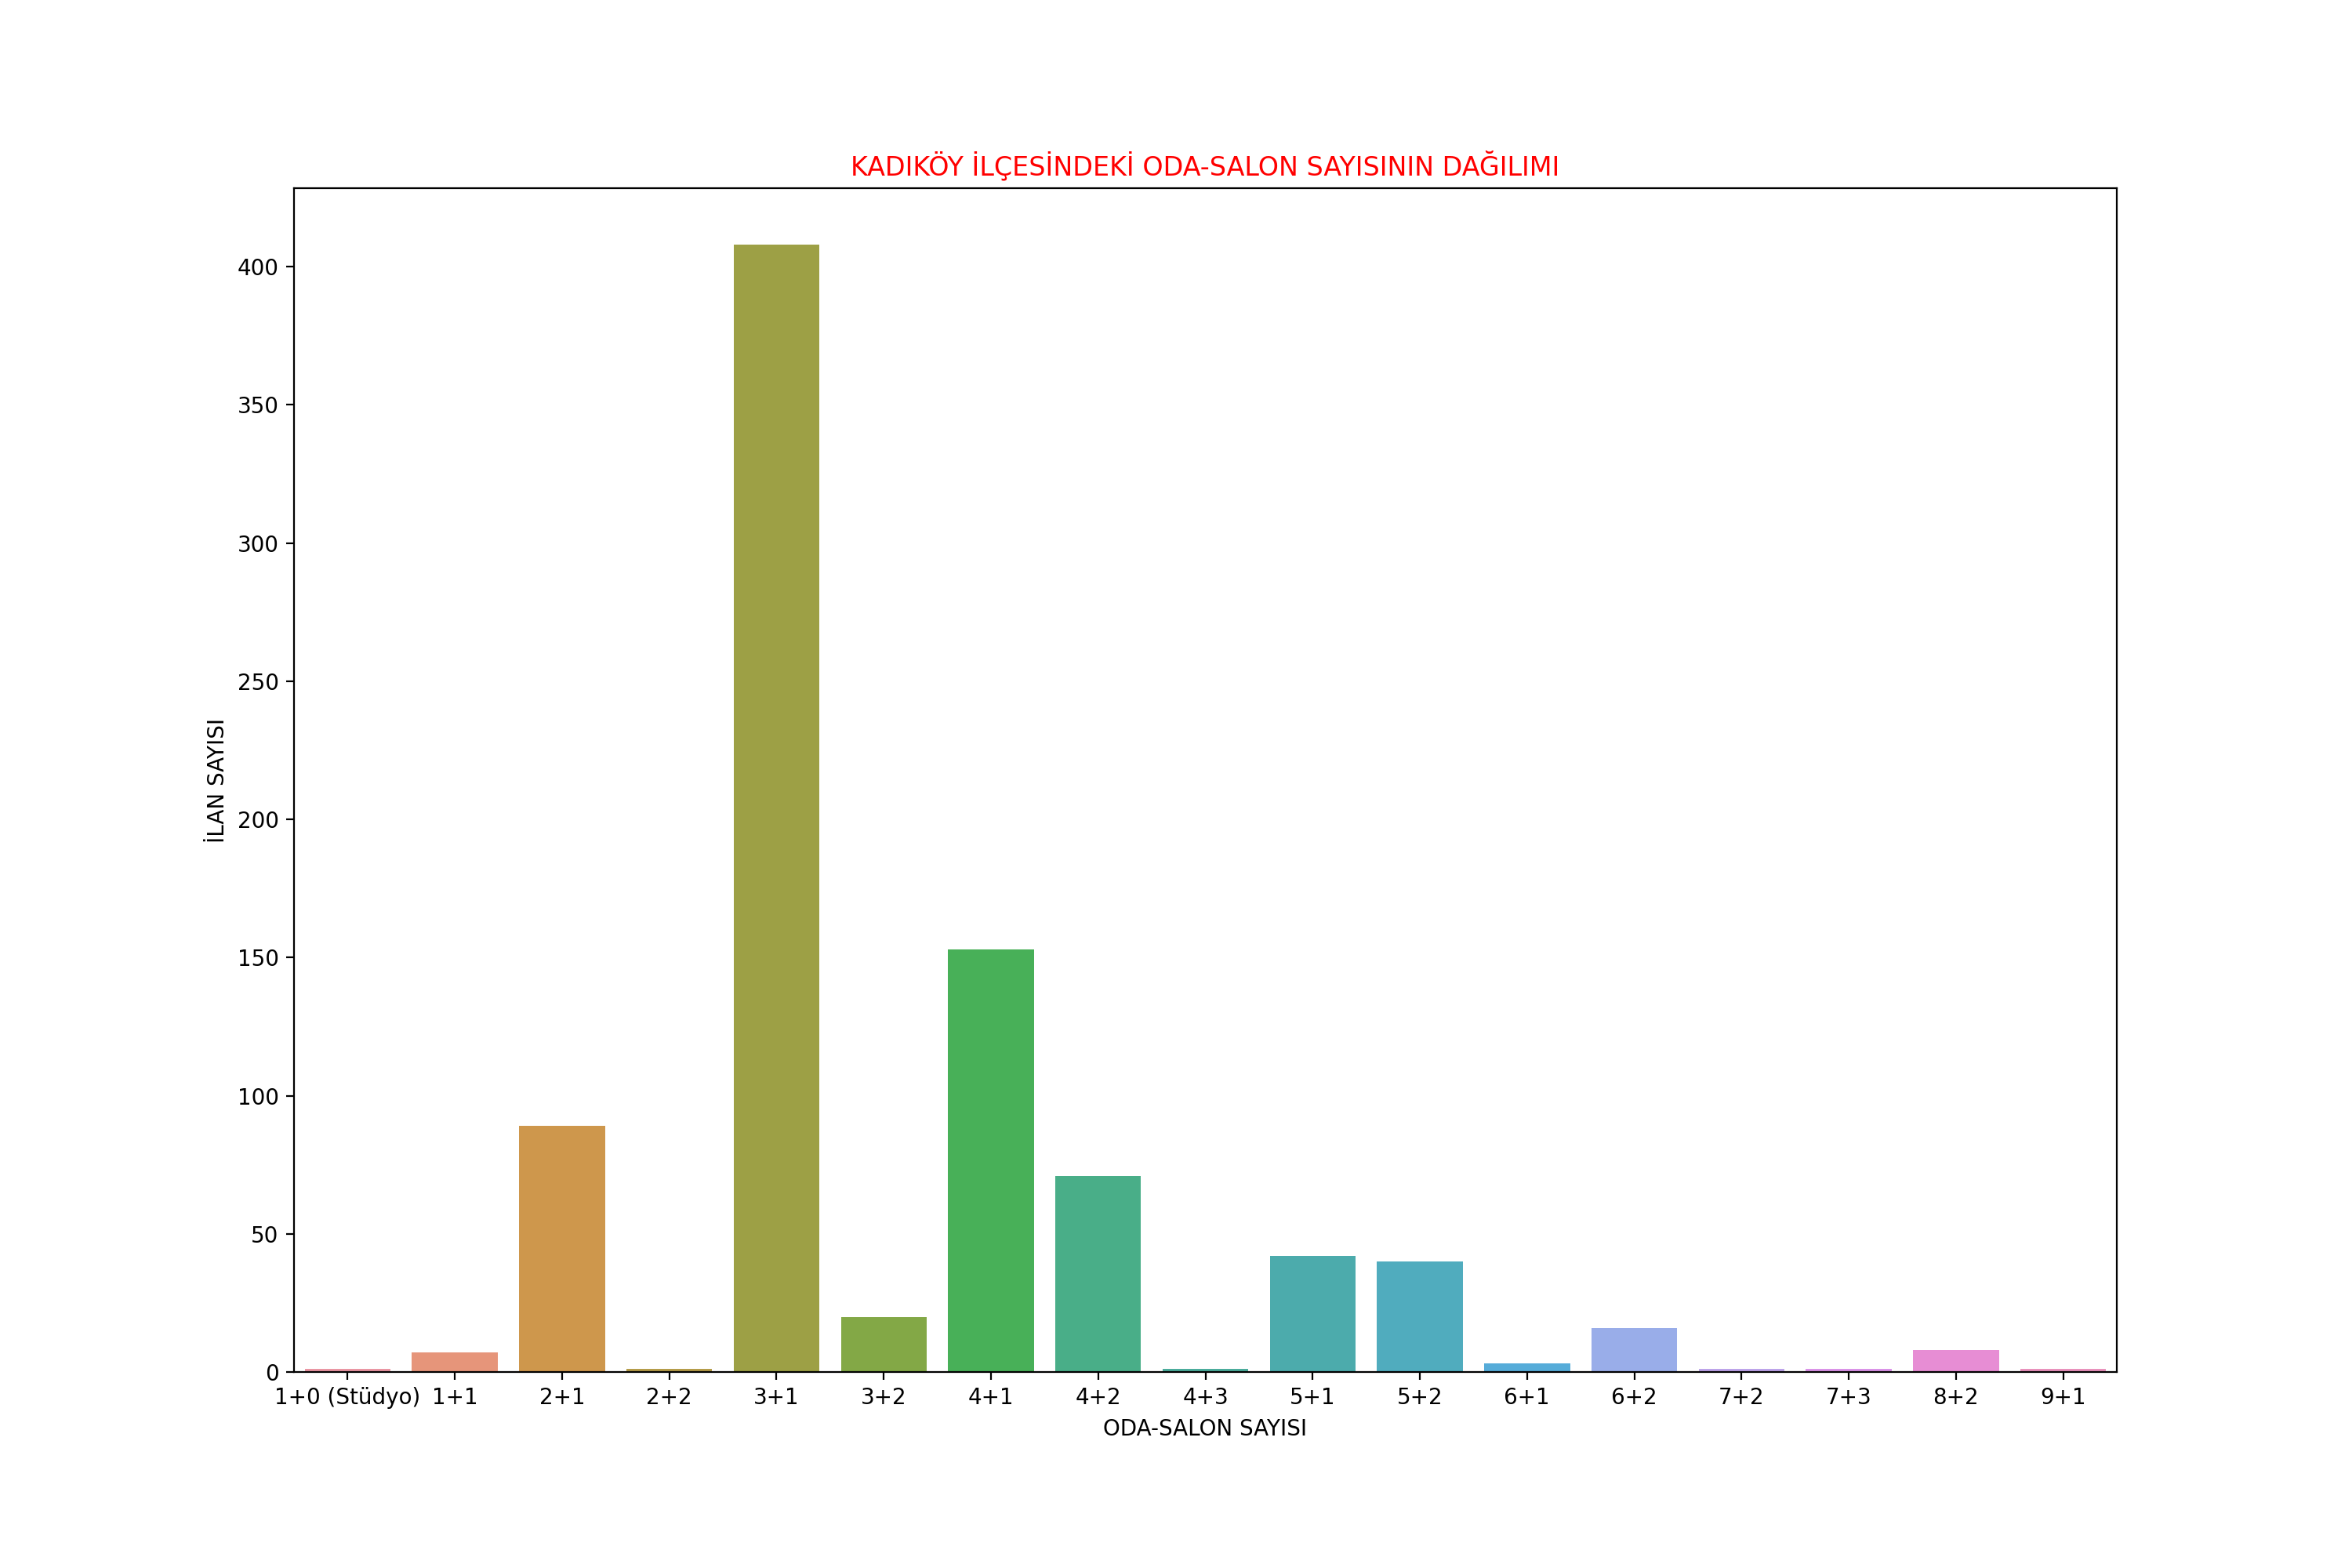 KADIKÖY İLÇESİNDEKİ ODA-SALON SAYISININ DAĞILIMI
400
350
300
250
200
150
100
50
0
İLAN SAYISI
1+0 (Stüdyo) 1+1 2+1 2+2 3+1 3+2 4+1 4+2 4+3 5+1 5+2 6+1 6+2 7+2 7+3 8+2 9+1
ODA-SALON SAYISI